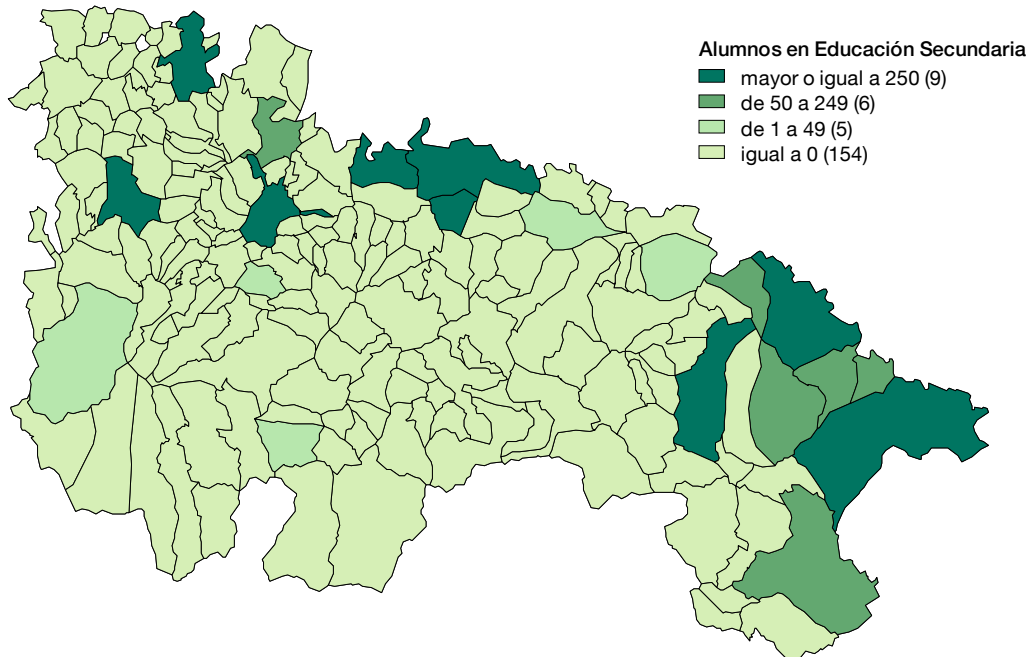 Alumnos en Educación Secundaria
mayor o igual a 250 (9)
de 50 a 249 (6)
de 1 a 49 (5)
igual a 0 (154)